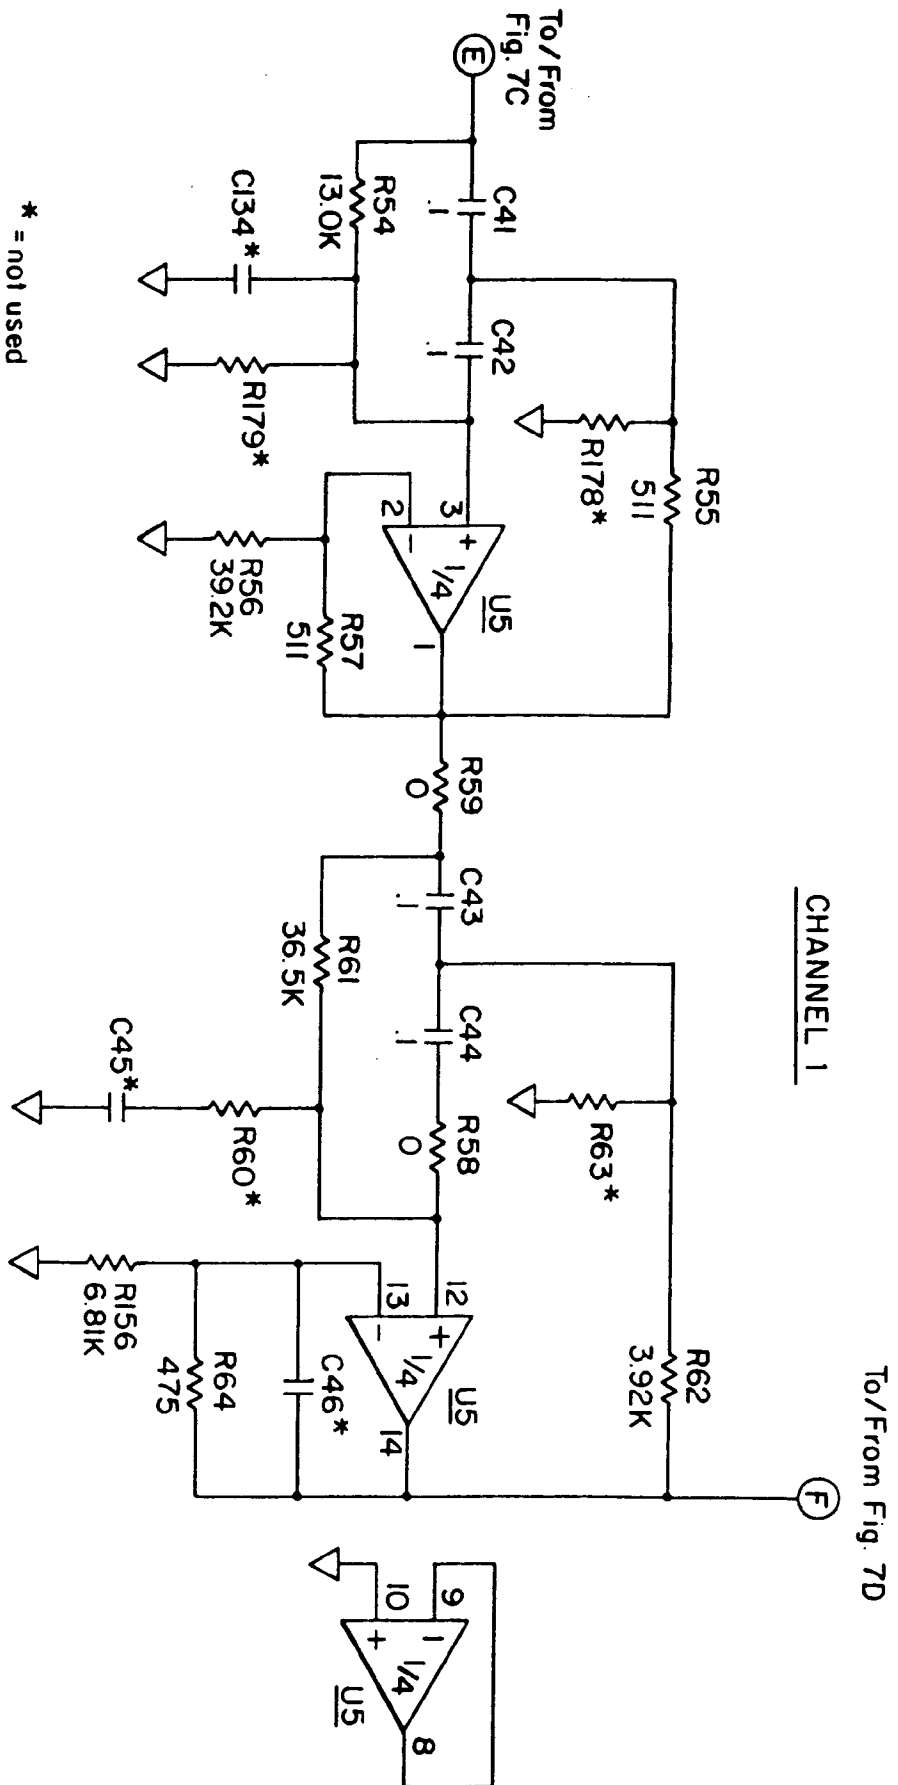 CHANNEL 1
To/From
Fig. 7C
E
To/From Fig. 7D
F
C41
.1
C42
.1
R54
13.0K
C134*
R179*
R55
511
R178*
3
+
2
−
1/4
U5
1
R56
39.2K
R57
511
R59
0
C43
.1
C44
.1
R58
0
R61
36.5K
C45*
R60*
R63*
R62
3.92K
12
+
13
−
1/4
U5
14
C46*
R64
475
R156
6.81K
9
−
10
+
1/4
U5
8
* = not used